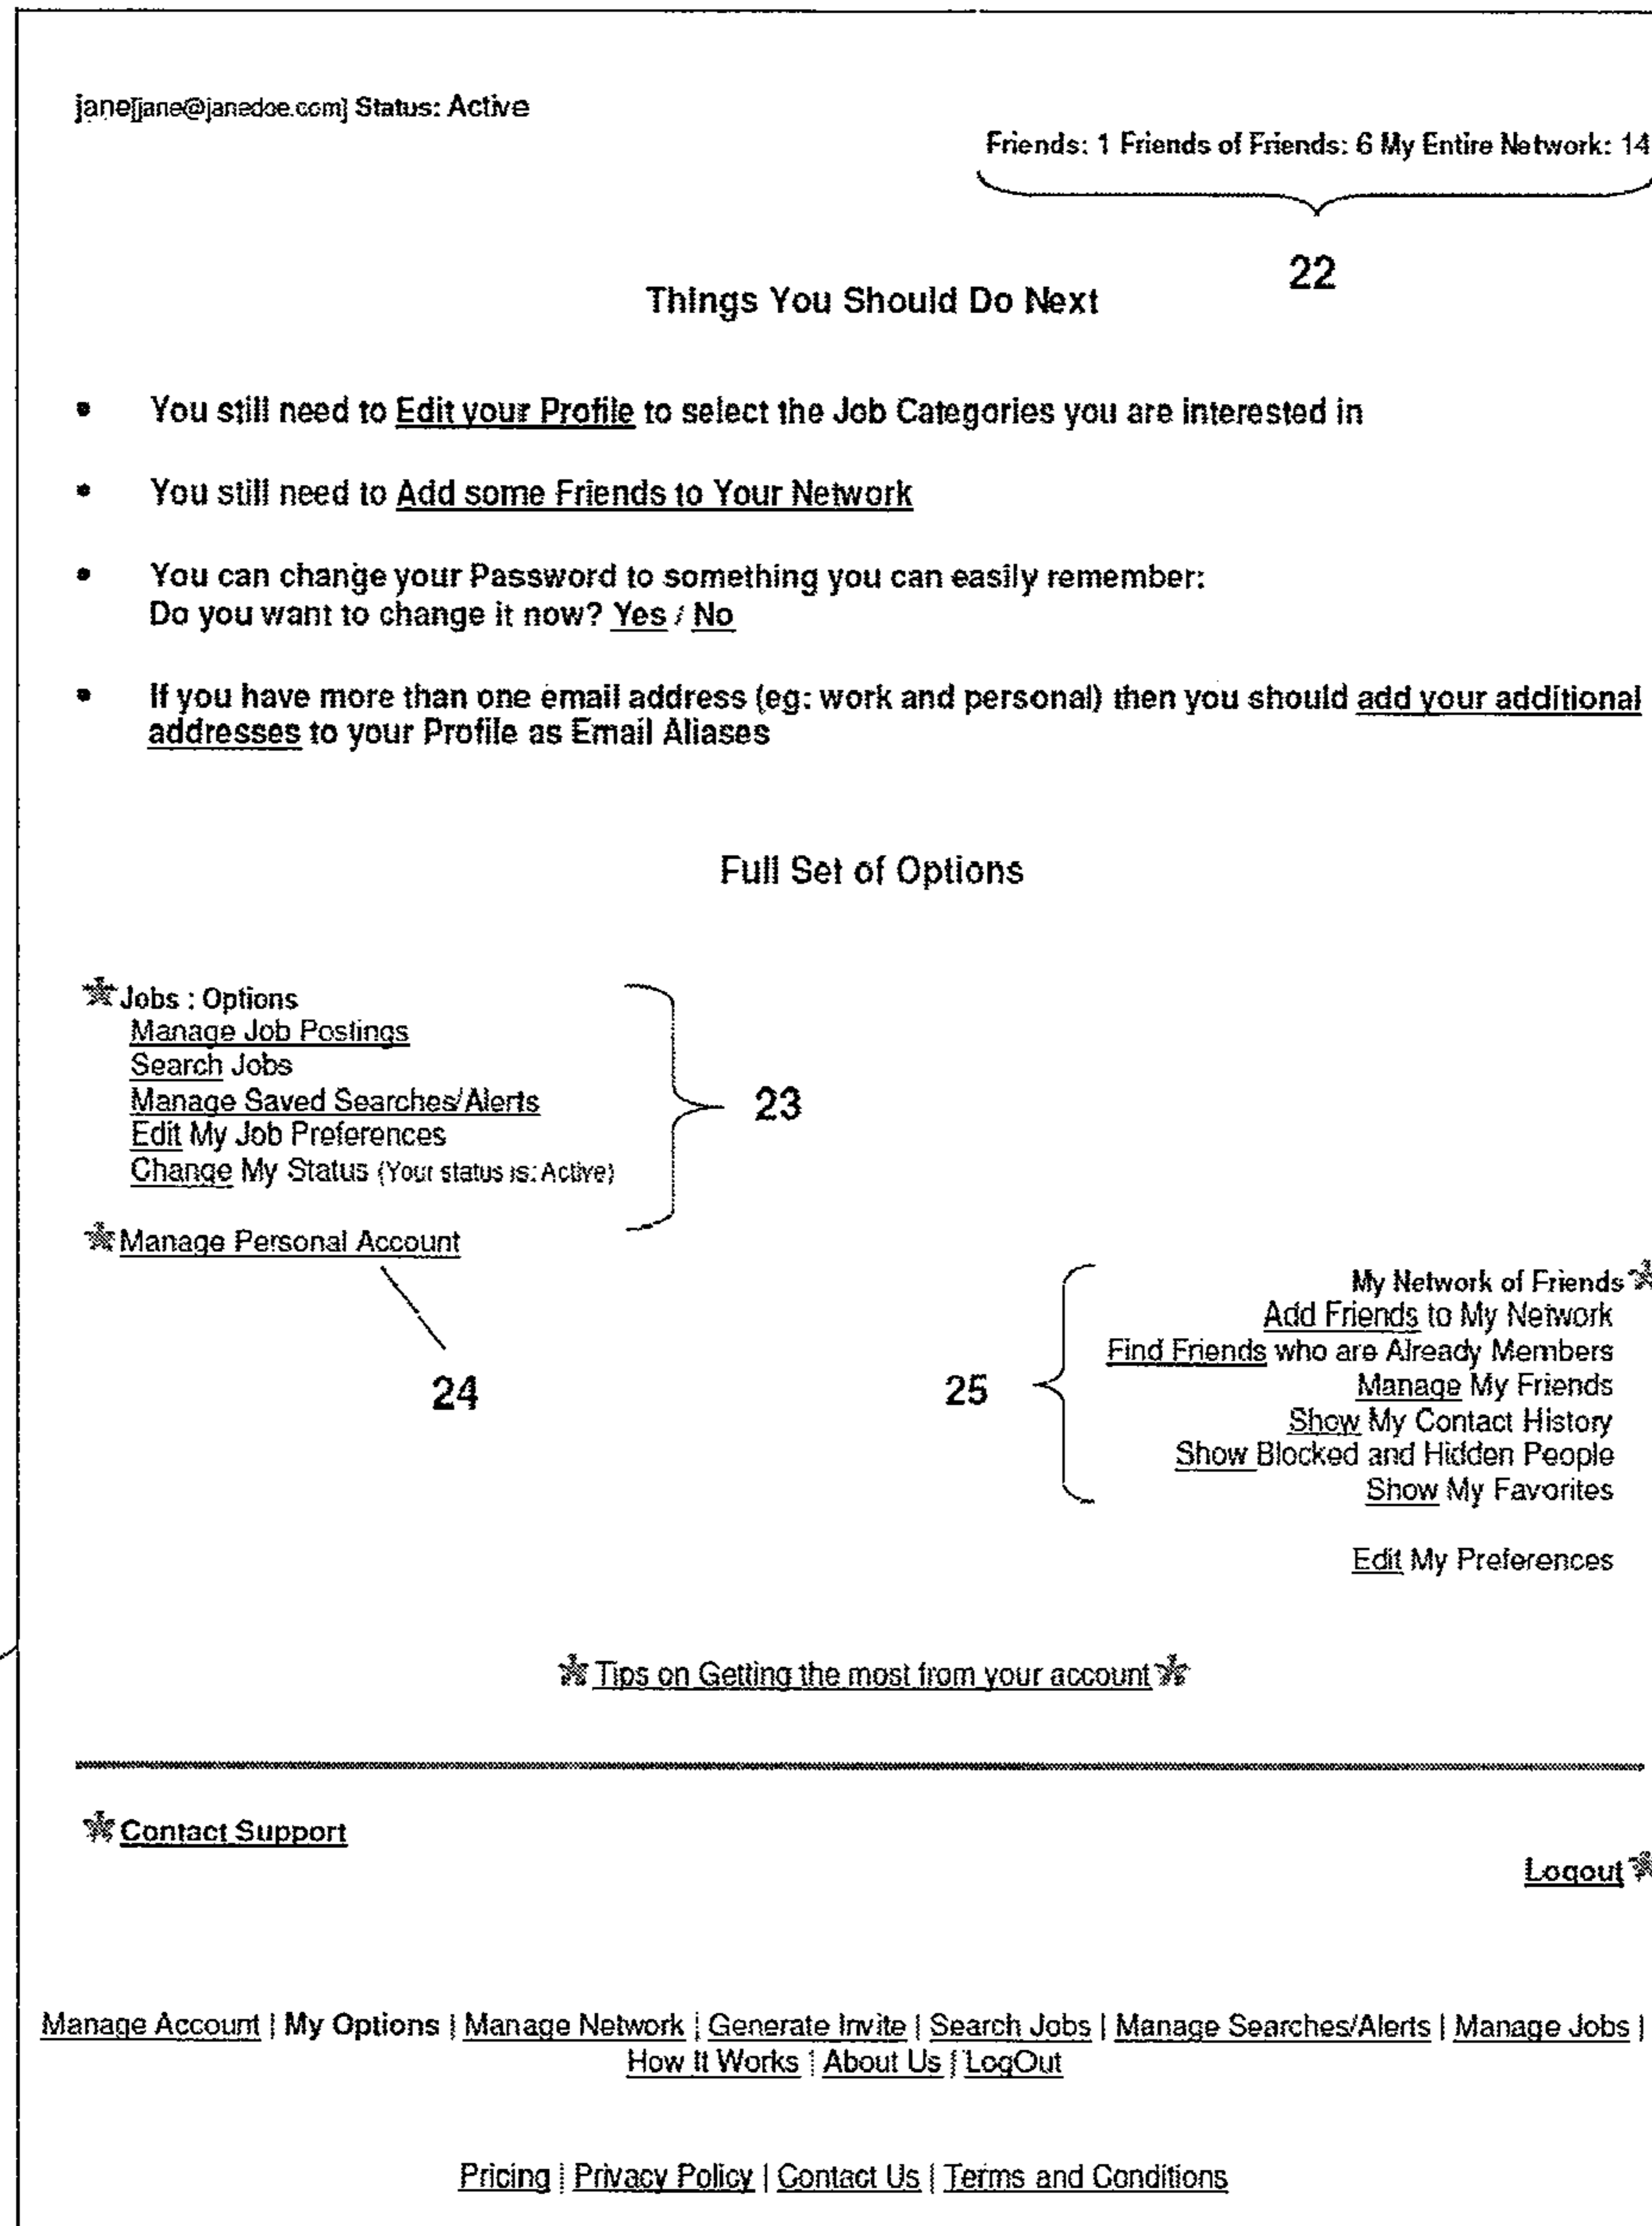 jane[jane@janedoe.com] Status: Active
Friends: 1 Friends of Friends: 6 My Entire Network: 14
22
Things You Should Do Next
• You still need to Edit your Profile to select the Job Categories you are interested in
• You still need to Add some Friends to Your Network
• You can change your Password to something you can easily remember:
Do you want to change it now? Yes / No
• If you have more than one email address (eg: work and personal) then you should add your additional
addresses to your Profile as Email Aliases
Full Set of Options
Jobs : Options
Manage Job Postings
Search Jobs
Manage Saved Searches/Alerts
Edit My Job Preferences
Change My Status (Your status is: Active)
23
Manage Personal Account
24
My Network of Friends
Add Friends to My Network
Find Friends who are Already Members
Manage My Friends
Show My Contact History
Show Blocked and Hidden People
Show My Favorites
25
Edit My Preferences
Tips on Getting the most from your account
Contact Support
Logout
Manage Account | My Options | Manage Network | Generate Invite | Search Jobs | Manage Searches/Alerts | Manage Jobs |
How It Works | About Us | LogOut
Pricing | Privacy Policy | Contact Us | Terms and Conditions